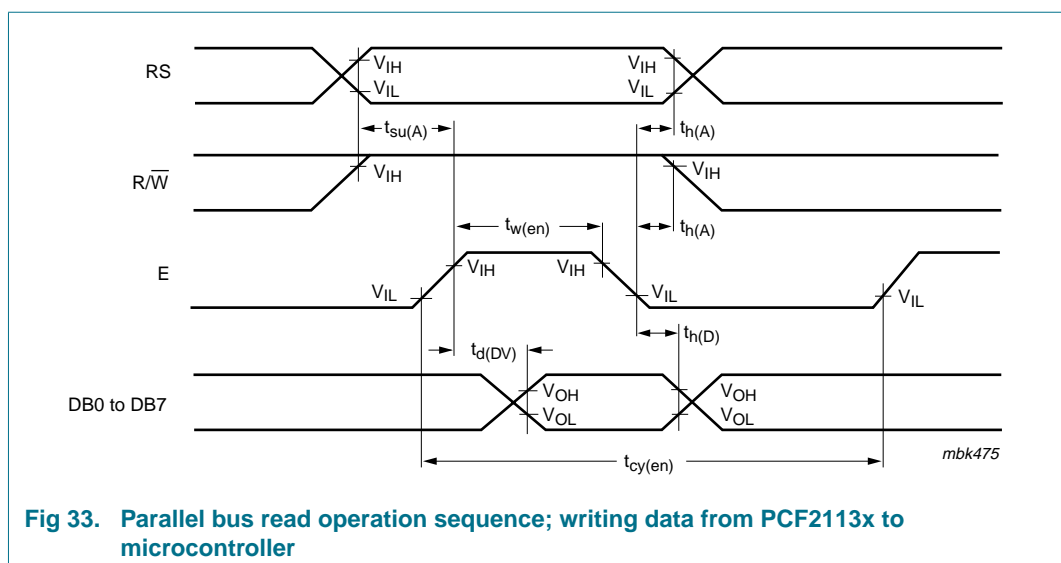 RS
V_IH
V_IL
V_IH
V_IL
t_su(A)
t_h(A)
R/W̅
V_IH
V_IH
t_w(en)
t_h(A)
E
V_IH
V_IH
V_IL
V_IL
V_IL
t_h(D)
t_d(DV)
DB0 to DB7
V_OH
V_OL
V_OH
V_OL
t_cy(en)
mbk475
Fig 33. Parallel bus read operation sequence; writing data from PCF2113x to
microcontroller